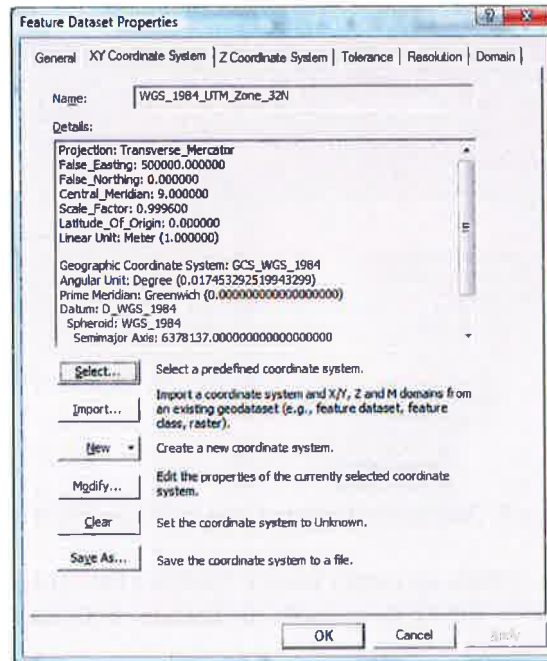 Feature Dataset Properties
General
XY Coordinate System
Z Coordinate System
Tolerance
Resolution
Domain
Name:
WGS_1984_UTM_Zone_32N
Details:
Projection: Transverse_Mercator
False_Easting: 500000.000000
False_Northing: 0.000000
Central_Meridian: 9.000000
Scale_Factor: 0.999600
Latitude_Of_Origin: 0.000000
Linear Unit: Meter (1.000000)
Geographic Coordinate System: GCS_WGS_1984
Angular Unit: Degree (0.017453292519943299)
Prime Meridian: Greenwich (0.000000000000000000)
Datum: D_WGS_1984
Spheroid: WGS_1984
Semimajor Axis: 6378137.000000000000000000
Select...
Select a predefined coordinate system.
Import...
Import a coordinate system and X/Y, Z and M domains from
an existing geodataset (e.g., feature dataset, feature
class, raster).
New
Create a new coordinate system.
Modify...
Edit the properties of the currently selected coordinate
system.
Clear
Set the coordinate system to Unknown.
Save As...
Save the coordinate system to a file.
OK
Cancel
Apply